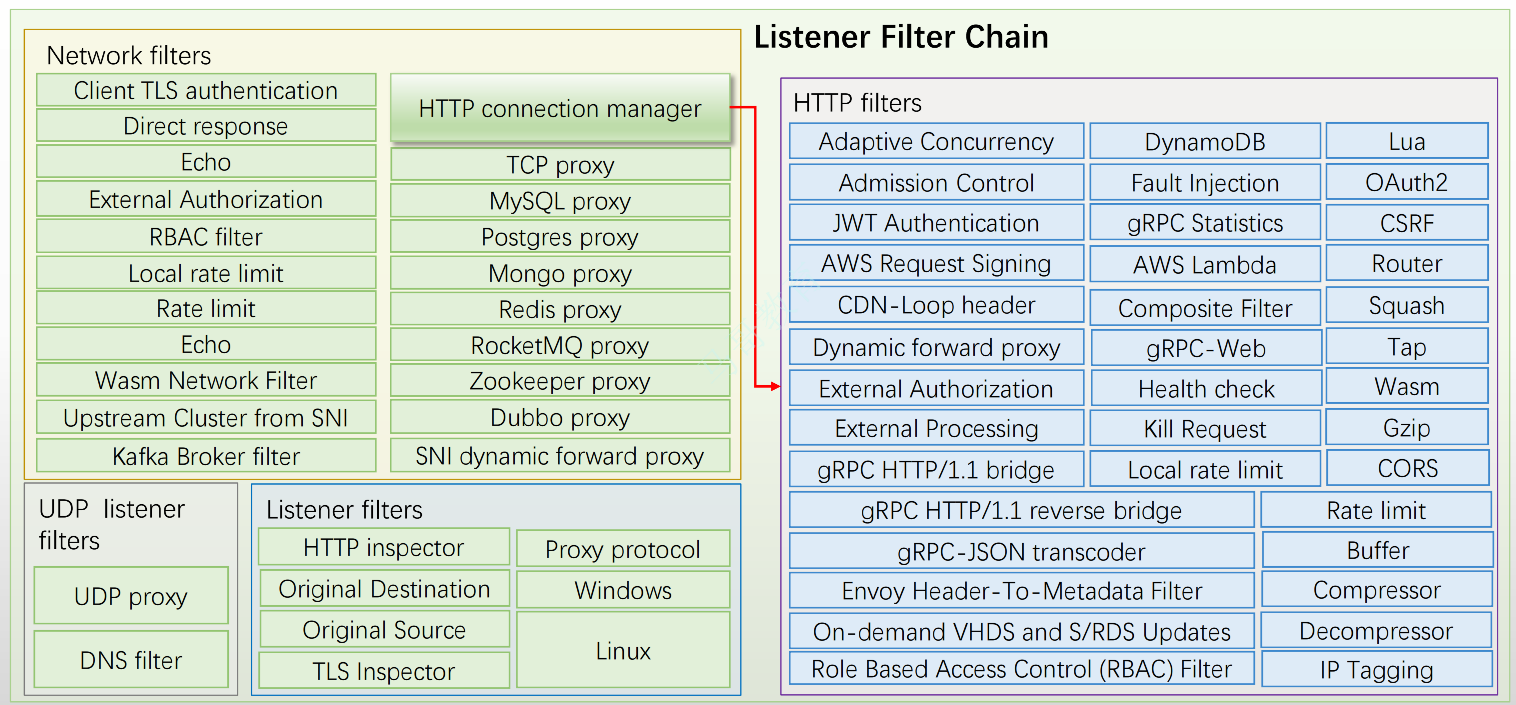 Listener Filter Chain
Network filters
Client TLS authentication
Direct response
Echo
External Authorization
RBAC filter
Local rate limit
Rate limit
Echo
Wasm Network Filter
Upstream Cluster from SNI
Kafka Broker filter
HTTP connection manager
TCP proxy
MySQL proxy
Postgres proxy
Mongo proxy
Redis proxy
RocketMQ proxy
Zookeeper proxy
Dubbo proxy
SNI dynamic forward proxy
UDP listener
filters
UDP proxy
DNS filter
Listener filters
HTTP inspector
Original Destination
Original Source
TLS Inspector
Proxy protocol
Windows
Linux
HTTP filters
Adaptive Concurrency
Admission Control
JWT Authentication
AWS Request Signing
CDN-Loop header
Dynamic forward proxy
External Authorization
External Processing
gRPC HTTP/1.1 bridge
DynamoDB
Fault Injection
gRPC Statistics
AWS Lambda
Composite Filter
gRPC-Web
Health check
Kill Request
Local rate limit
Lua
OAuth2
CSRF
Router
Squash
Tap
Wasm
Gzip
CORS
gRPC HTTP/1.1 reverse bridge
gRPC-JSON transcoder
Envoy Header-To-Metadata Filter
On-demand VHDS and S/RDS Updates
Role Based Access Control (RBAC) Filter
Rate limit
Buffer
Compressor
Decompressor
IP Tagging